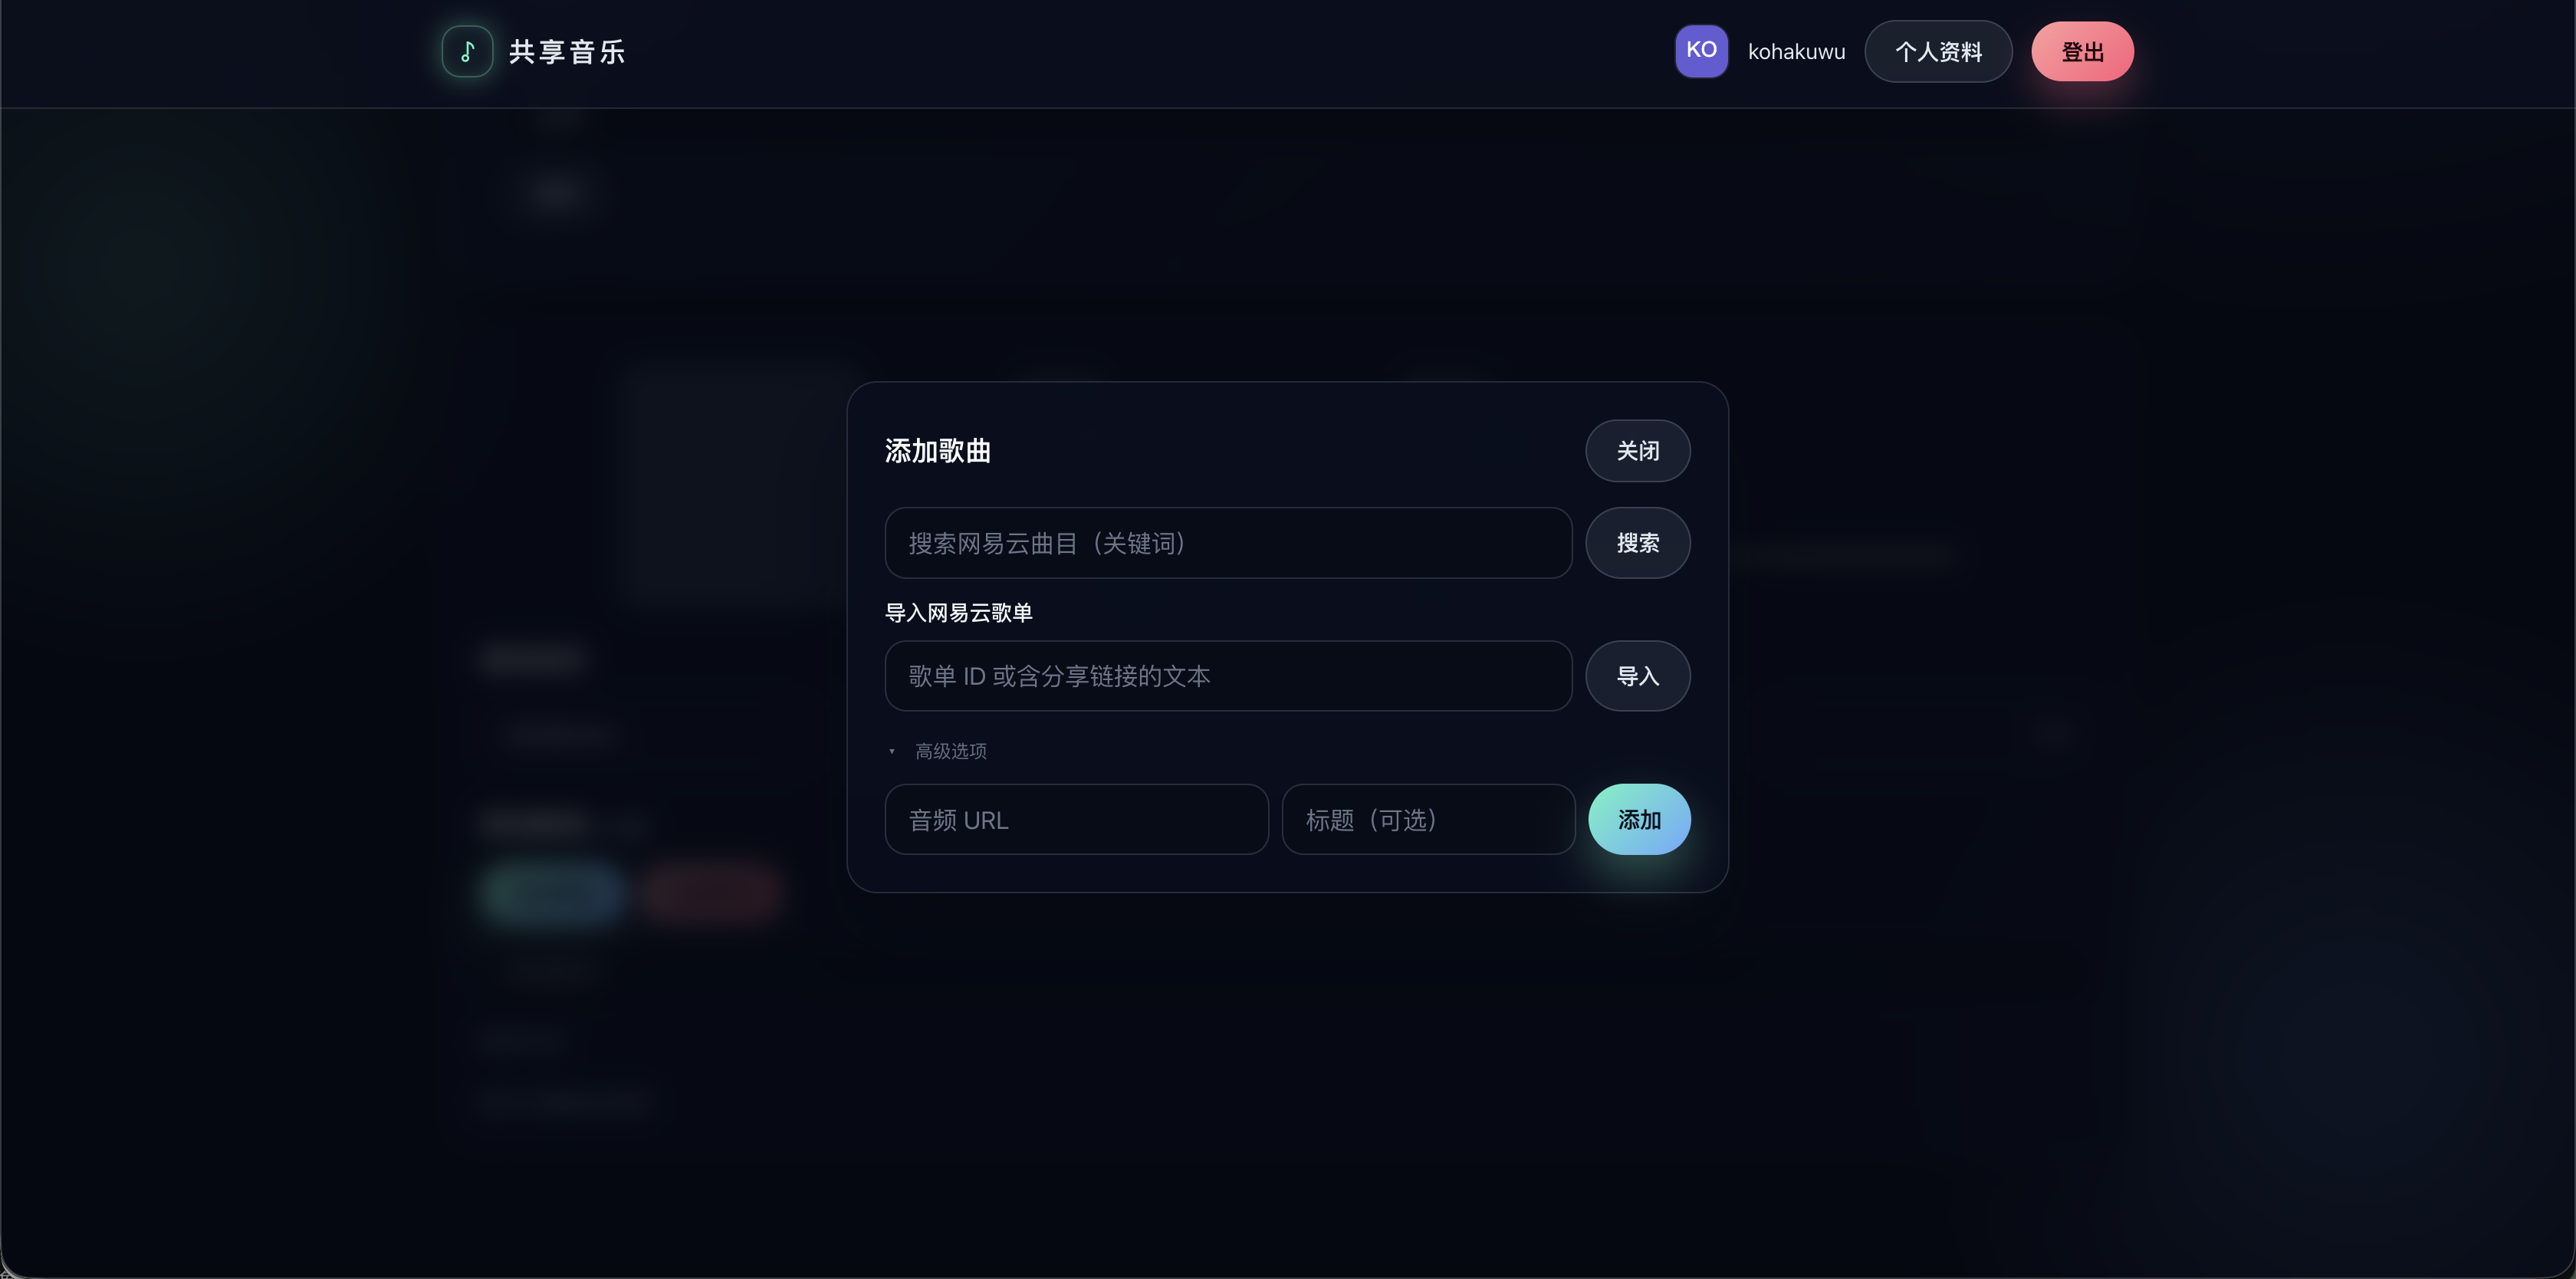 共享音乐
KO kohakuwu 个人资料 登出
添加歌曲 关闭
搜索网易云曲目（关键词） 搜索
导入网易云歌单
歌单 ID 或含分享链接的文本 导入
▾ 高级选项
音频 URL 标题（可选） 添加